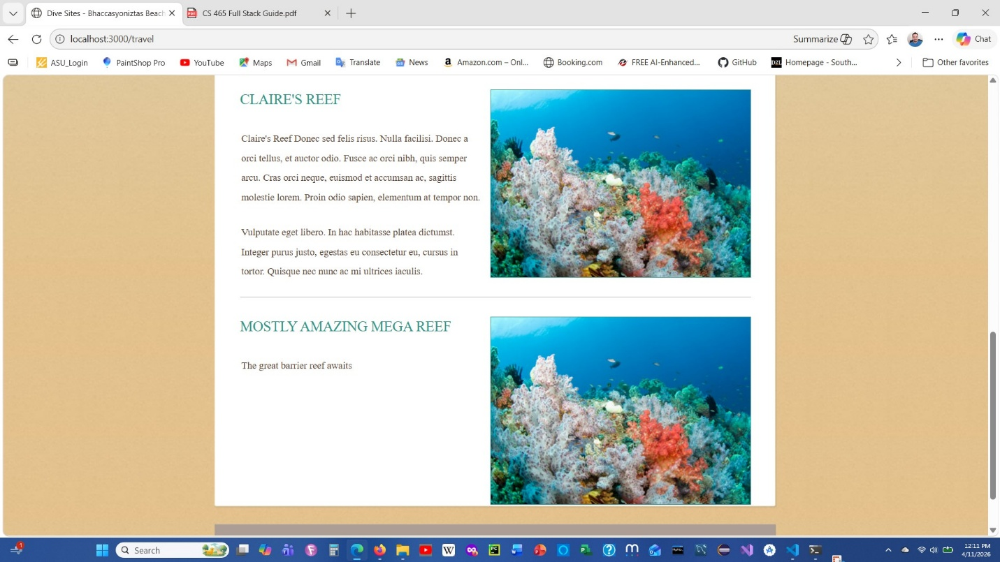 Dive Sites - Bhaccasyoniztas Beach
CS 465 Full Stack Guide.pdf
localhost:3000/travel
Summarize
Chat
ASU_Login
PaintShop Pro
YouTube
Maps
Gmail
Translate
News
Amazon.com – Onl...
Booking.com
FREE AI-Enhanced...
GitHub
Homepage - South...
Other favorites
CLAIRE'S REEF
Claire's Reef Donec sed felis risus. Nulla facilisi. Donec a
orci tellus, et auctor odio. Fusce ac orci nibh, quis semper
arcu. Cras orci neque, euismod et accumsan ac, sagittis
molestie lorem. Proin odio sapien, elementum at tempor non.
Vulputate eget libero. In hac habitasse platea dictumst.
Integer purus justo, egestas eu consectetur eu, cursus in
tortor. Quisque nec nunc ac mi ultrices iaculis.
MOSTLY AMAZING MEGA REEF
The great barrier reef awaits
Search
12:11 PM
4/11/2026